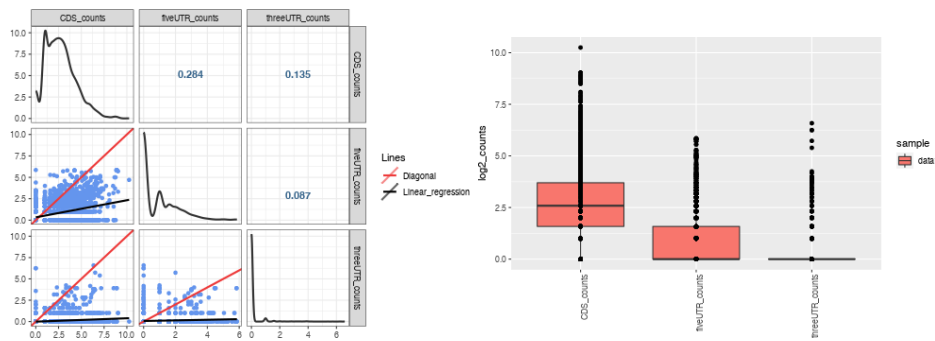 CDS_counts fiveUTR_counts threeUTR_counts
10.0
7.5
5.0
2.5
0.0
0.284
0.135
CDS_counts
10.0
7.5
5.0
2.5
0.0
0.087
fiveUTR_counts
10.0
7.5
5.0
2.5
0.0
threeUTR_counts
0.0 2.5 5.0 7.5 10.0 0 2 4 6 0 2 4 6
Lines
Diagonal
Linear_regression
log2_counts
10.0
7.5
5.0
2.5
0.0
CDS_counts
fiveUTR_counts
threeUTR_counts
sample
data